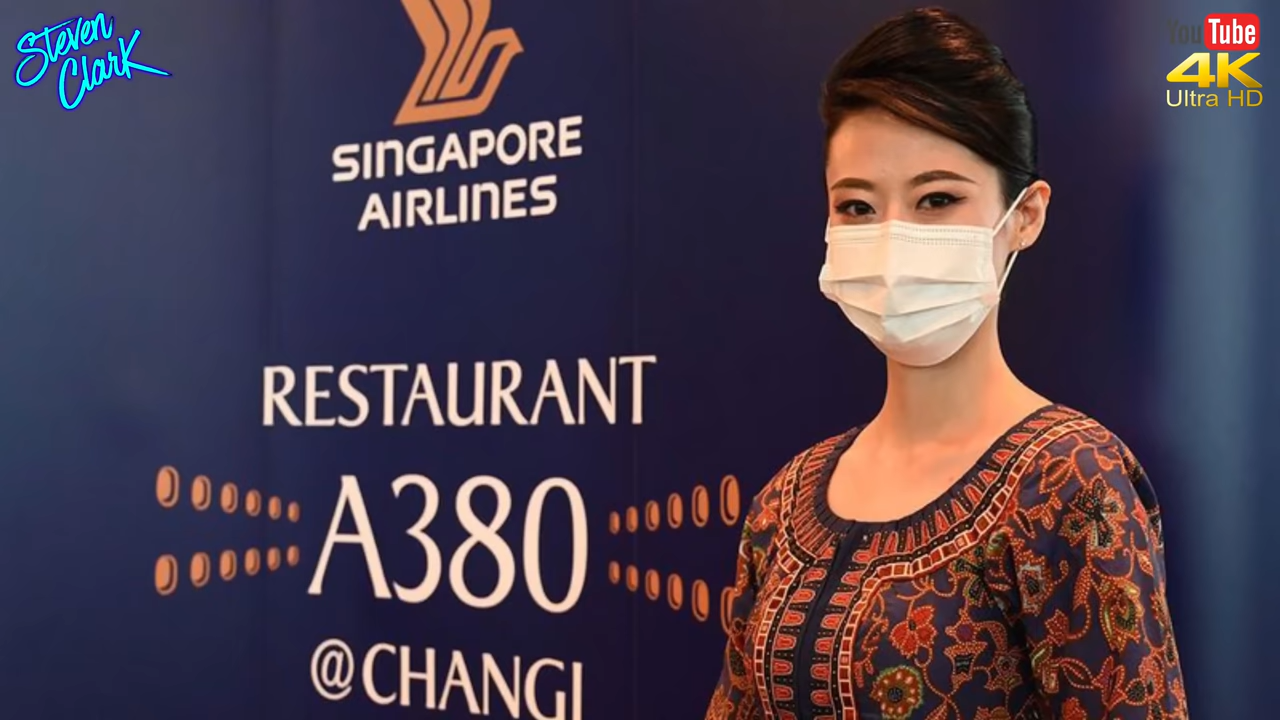 Steven
Clark
YouTube
4K
Ultra HD
SINGAPORE
AIRLINES
RESTAURANT
A380
@CHANGI